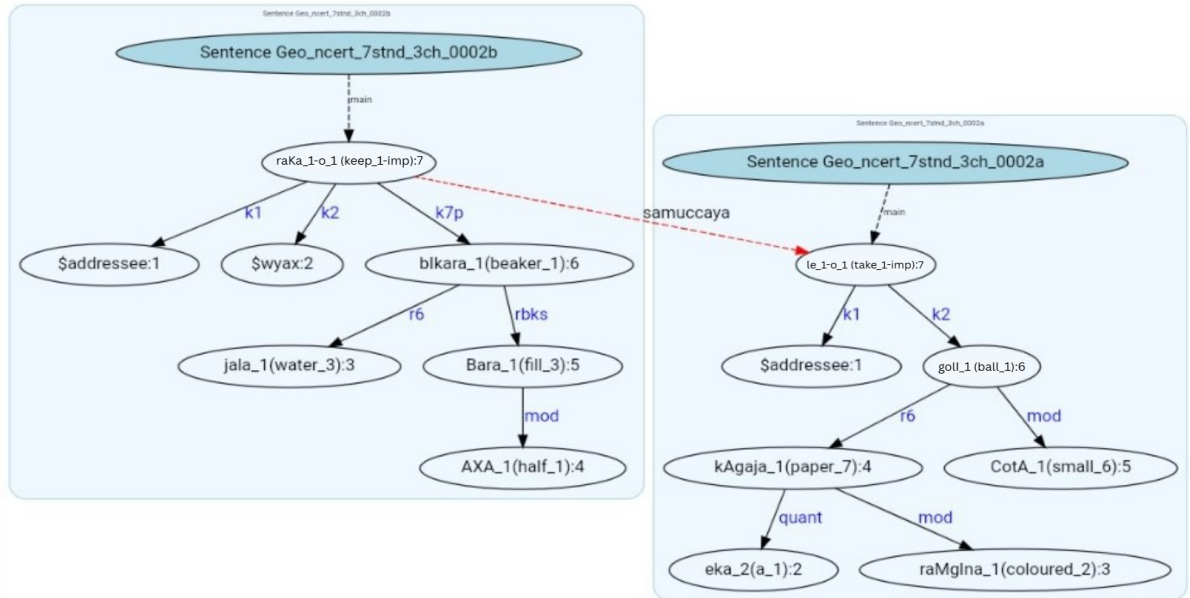 Sentence Geo_ncert_7stnd_3ch_0002b
Sentence Geo_ncert_7stnd_3ch_0002b
main
raKa_1-o_1 (keep_1-imp):7
k1
k2
k7p
$addressee:1
$wyax:2
bIkara_1(beaker_1):6
r6
rbks
jala_1(water_3):3
Bara_1(fill_3):5
mod
AXA_1(half_1):4
samuccaya
Sentence Geo_ncert_7stnd_3ch_0002a
Sentence Geo_ncert_7stnd_3ch_0002a
main
le_1-o_1 (take_1-imp):7
k1
k2
$addressee:1
golI_1 (ball_1):6
r6
mod
kAgaja_1(paper_7):4
CotA_1(small_6):5
quant
mod
eka_2(a_1):2
raMgIna_1(coloured_2):3